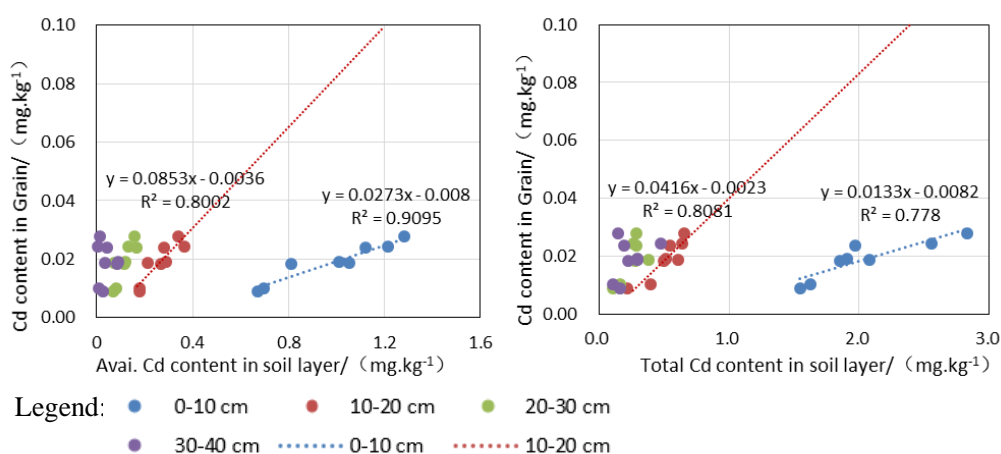 Cd content in Grain/（mg.kg-1）
0.10
0.08
0.06
0.04
0.02
0.00
y = 0.0853x - 0.0036
R² = 0.8002
y = 0.0273x - 0.008
R² = 0.9095
0 0.4 0.8 1.2 1.6
Avai. Cd content in soil layer/（mg.kg-1）
Cd content in Grain/（mg.kg-1）
0.10
0.08
0.06
0.04
0.02
0.00
y = 0.0416x - 0.0023
R² = 0.8081
y = 0.0133x - 0.0082
R² = 0.778
0.0 1.0 2.0 3.0
Total Cd content in soil layer/（mg.kg-1）
Legend: 0-10 cm 10-20 cm 20-30 cm
30-40 cm 0-10 cm 10-20 cm